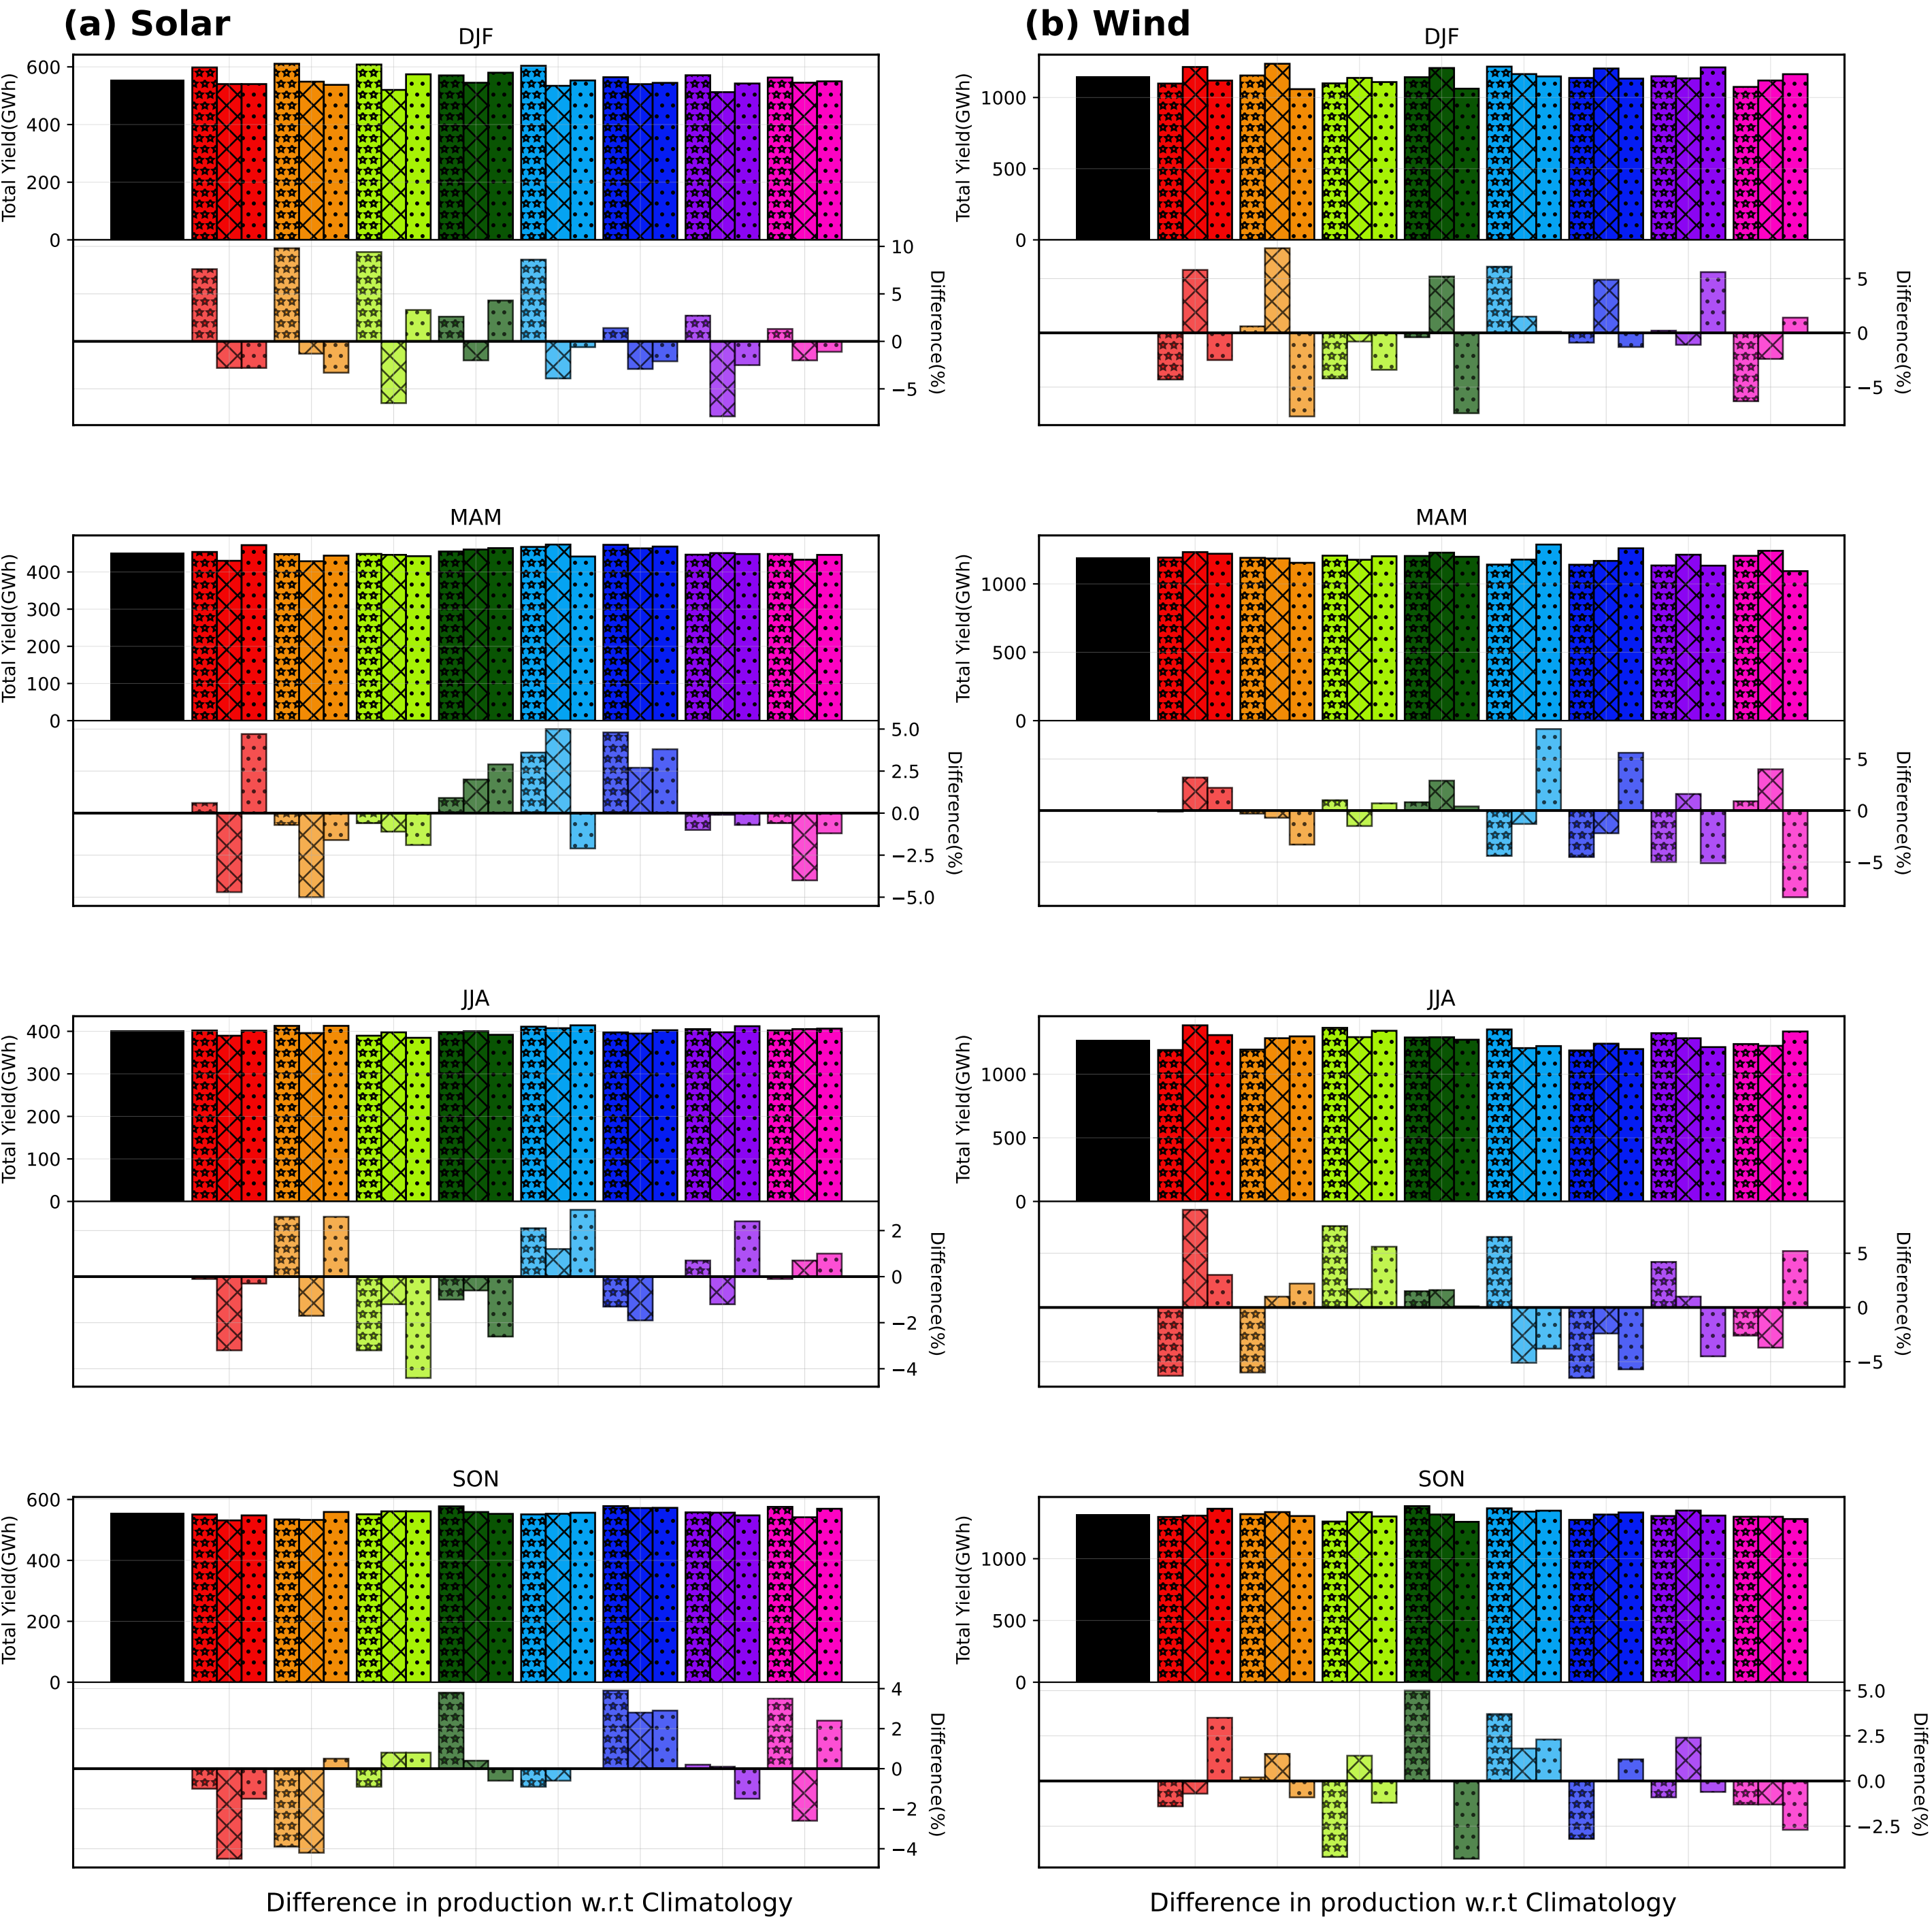 (a) Solar
DJF
Total Yield(GWh)
600
400
200
0
10
5
0
−5
Difference(%)
MAM
Total Yield(GWh)
400
300
200
100
0
5.0
2.5
0.0
−2.5
−5.0
Difference(%)
JJA
Total Yield(GWh)
400
300
200
100
0
2
0
−2
−4
Difference(%)
SON
Total Yield(GWh)
600
400
200
0
4
2
0
−2
−4
Difference(%)
Difference in production w.r.t Climatology
(b) Wind
DJF
Total Yield(GWh)
1000
500
0
5
0
−5
Difference(%)
MAM
Total Yield(GWh)
1000
500
0
5
0
−5
Difference(%)
JJA
Total Yield(GWh)
1000
500
0
5
0
−5
Difference(%)
SON
Total Yield(GWh)
1000
500
0
5.0
2.5
0.0
−2.5
Difference(%)
Difference in production w.r.t Climatology